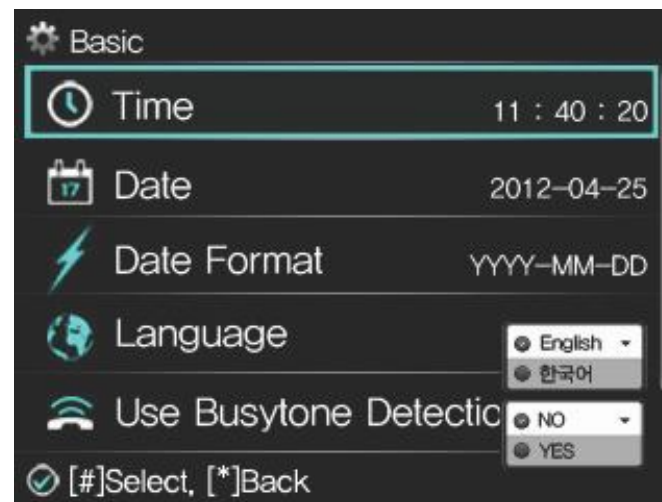 Basic
Time 11 : 40 : 20
17 Date 2012-04-25
Date Format YYYY-MM-DD
Language English
한국어
Use Busytone Detectic NO
YES
[#]Select, [*]Back